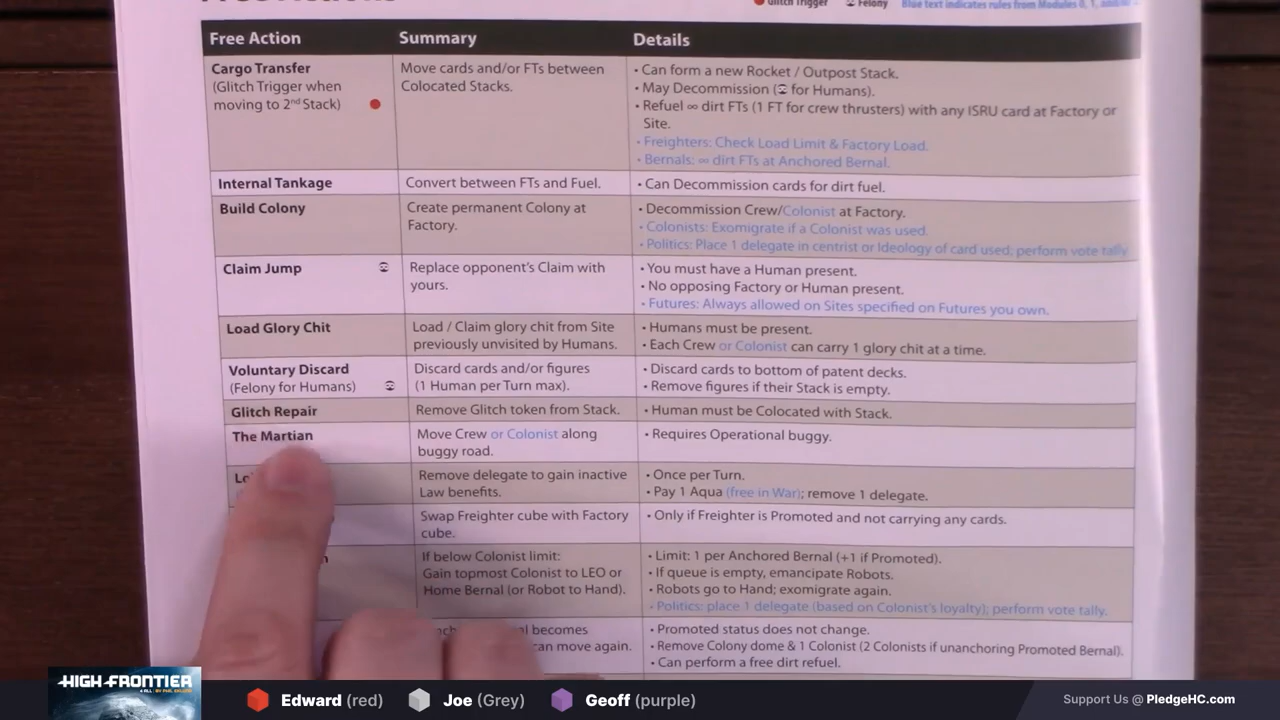 Glitch Trigger Felony Blue text indicates rules from Modules 0, 1,
Free Action Summary Details
Cargo Transfer
(Glitch Trigger when
moving to 2nd Stack)
Move cards and/or FTs between
Colocated Stacks.
• Can form a new Rocket / Outpost Stack.
• May Decommission ( for Humans).
• Refuel ∞ dirt FTs (1 FT for crew thrusters) with any ISRU card at Factory or
Site.
• Freighters: Check Load Limit & Factory Load.
• Bernals: ∞ dirt FTs at Anchored Bernal.
Internal Tankage
Convert between FTs and Fuel.
• Can Decommission cards for dirt fuel.
Build Colony
Create permanent Colony at
Factory.
• Decommission Crew/Colonist at Factory.
• Colonists: Exomigrate if a Colonist was used.
• Politics: Place 1 delegate in centrist or Ideology of card used; perform vote tally
Claim Jump
Replace opponent's Claim with
yours.
• You must have a Human present.
• No opposing Factory or Human present.
• Futures: Always allowed on Sites specified on Futures you own.
Load Glory Chit
Load / Claim glory chit from Site
previously unvisited by Humans.
• Humans must be present.
• Each Crew or Colonist can carry 1 glory chit at a time.
Voluntary Discard
(Felony for Humans)
Discard cards and/or figures
(1 Human per Turn max).
• Discard cards to bottom of patent decks.
• Remove figures if their Stack is empty.
Glitch Repair
Remove Glitch token from Stack.
• Human must be Colocated with Stack.
The Martian
Move Crew or Colonist along
buggy road.
• Requires Operational buggy.
Remove delegate to gain inactive
Law benefits.
• Once per Turn.
• Pay 1 Aqua (free in War); remove 1 delegate.
Swap Freighter cube with Factory
cube.
• Only if Freighter is Promoted and not carrying any cards.
If below Colonist limit:
Gain topmost Colonist to LEO or
Home Bernal (or Robot to Hand).
• Limit: 1 per Anchored Bernal (+1 if Promoted).
• If queue is empty, emancipate Robots.
• Robots go to Hand; exomigrate again.
• Politics: place 1 delegate (based on Colonist's loyalty); perform vote tally.
becomes
can move again.
• Promoted status does not change.
• Remove Colony dome & 1 Colonist (2 Colonists if unanchoring Promoted Bernal).
• Can perform a free dirt refuel.
HIGH FRONTIER
4 ALL
Edward (red) Joe (Grey) Geoff (purple) Support Us @ PledgeHC.com